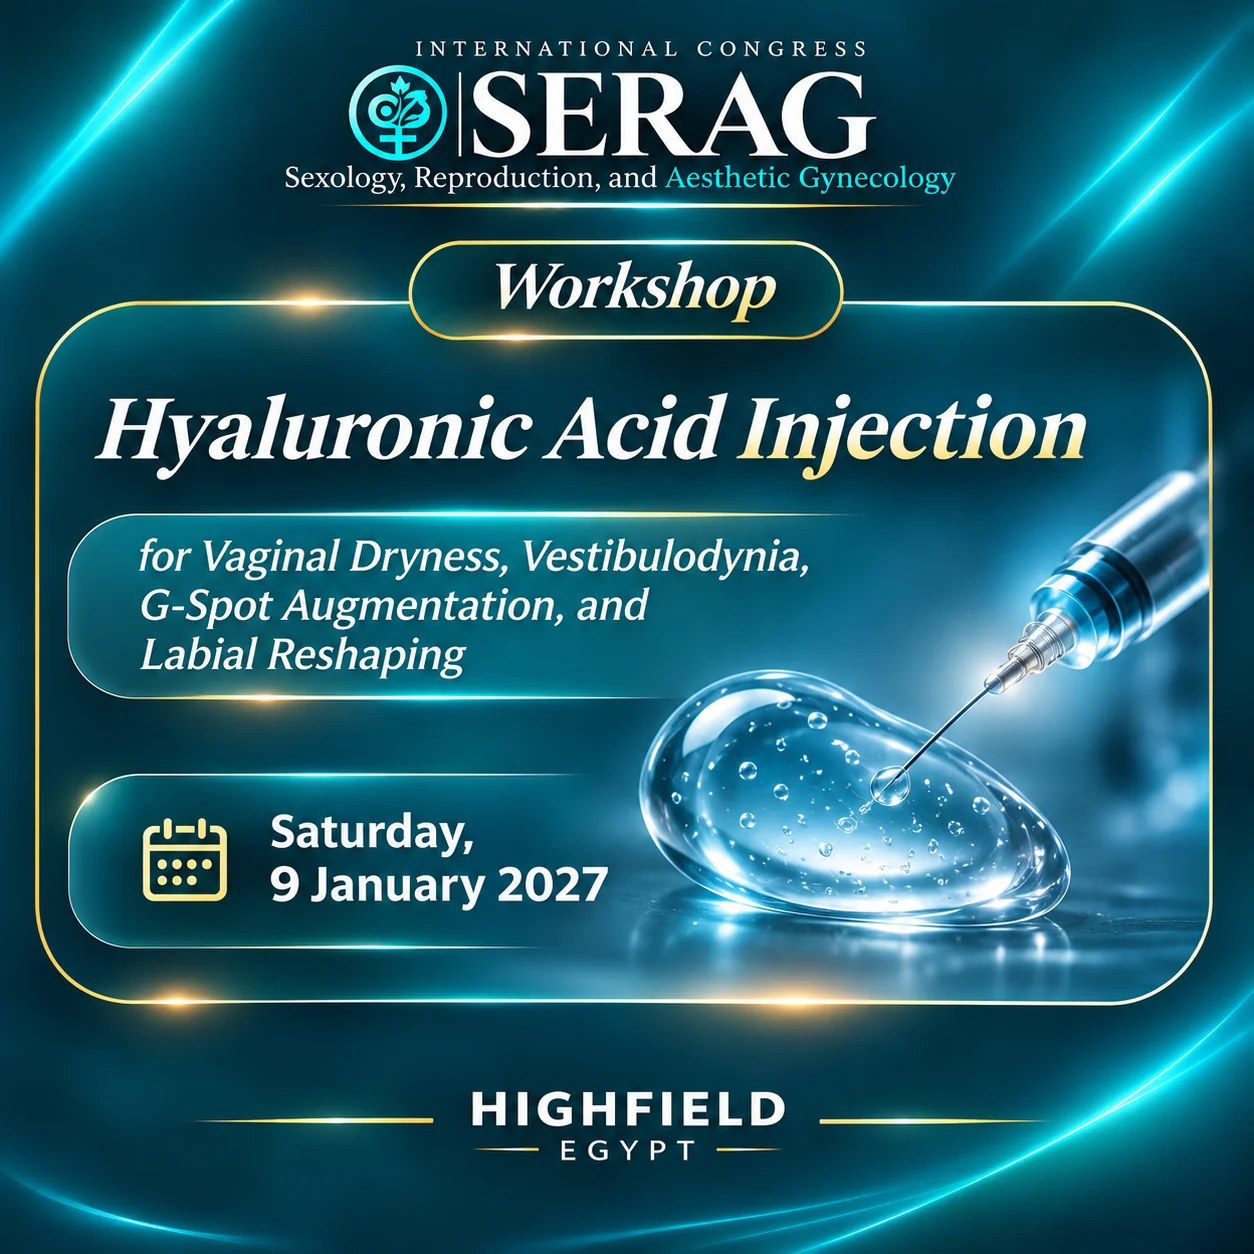 INTERNATIONAL CONGRESS
SERAG
Sexology, Reproduction, and Aesthetic Gynecology
Workshop
Hyaluronic Acid Injection
for Vaginal Dryness, Vestibulodynia,
G-Spot Augmentation, and
Labial Reshaping
Saturday,
9 January 2027
HIGHFIELD
EGYPT